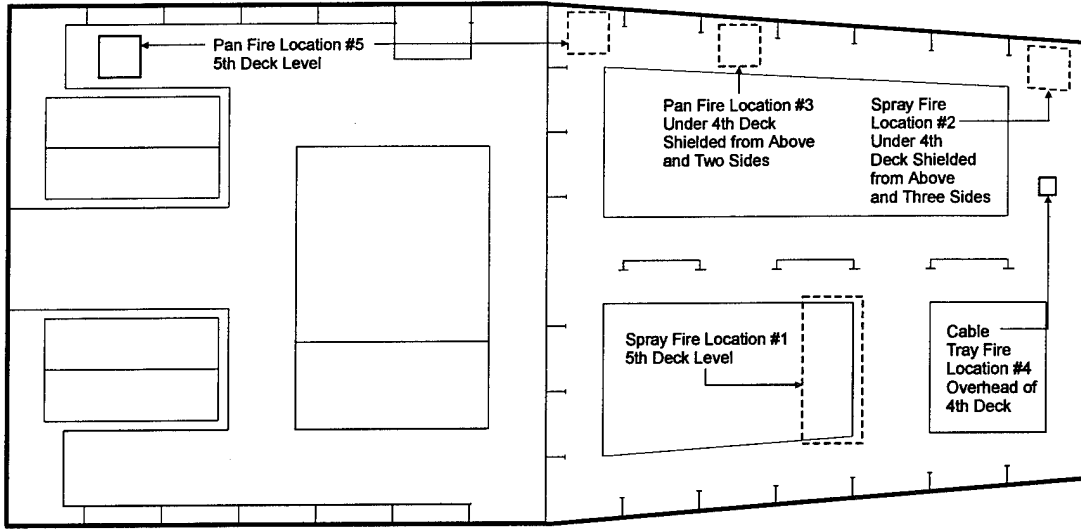 Pan Fire Location #5
5th Deck Level
Pan Fire Location #3
Under 4th Deck
Shielded from Above
and Two Sides
Spray Fire
Location #2
Under 4th
Deck Shielded
from Above
and Three Sides
Spray Fire Location #1
5th Deck Level
Cable
Tray Fire
Location #4
Overhead of
4th Deck